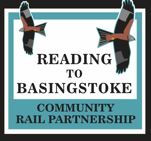 READING
TO
BASINGSTOKE
COMMUNITY
RAIL PARTNERSHIP